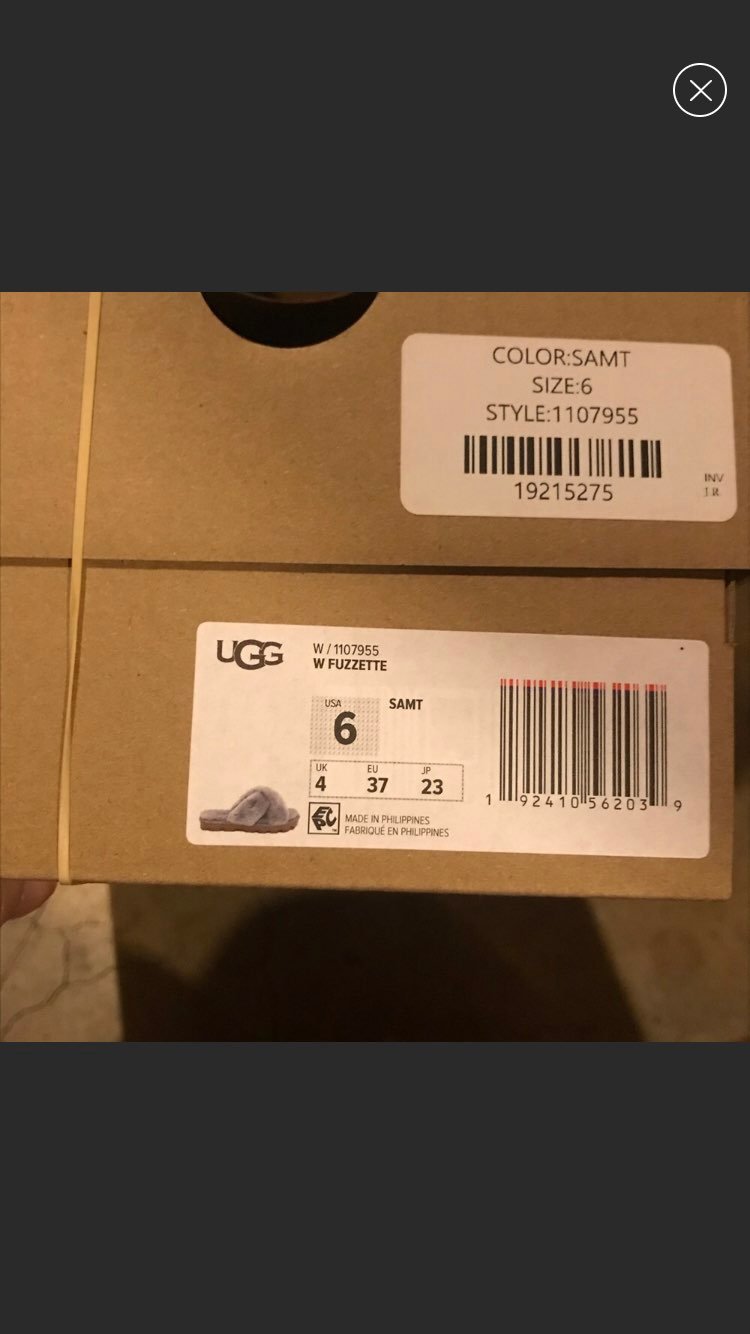 COLOR:SAMT
SIZE:6
STYLE:1107955
19215275
INV
J.R.
UGG
W / 1107955
W FUZZETTE
USA
6
SAMT
UK
4
EU
37
JP
23
EPC
MADE IN PHILIPPINES
FABRIQUÉ EN PHILIPPINES
1 92410 56203 9